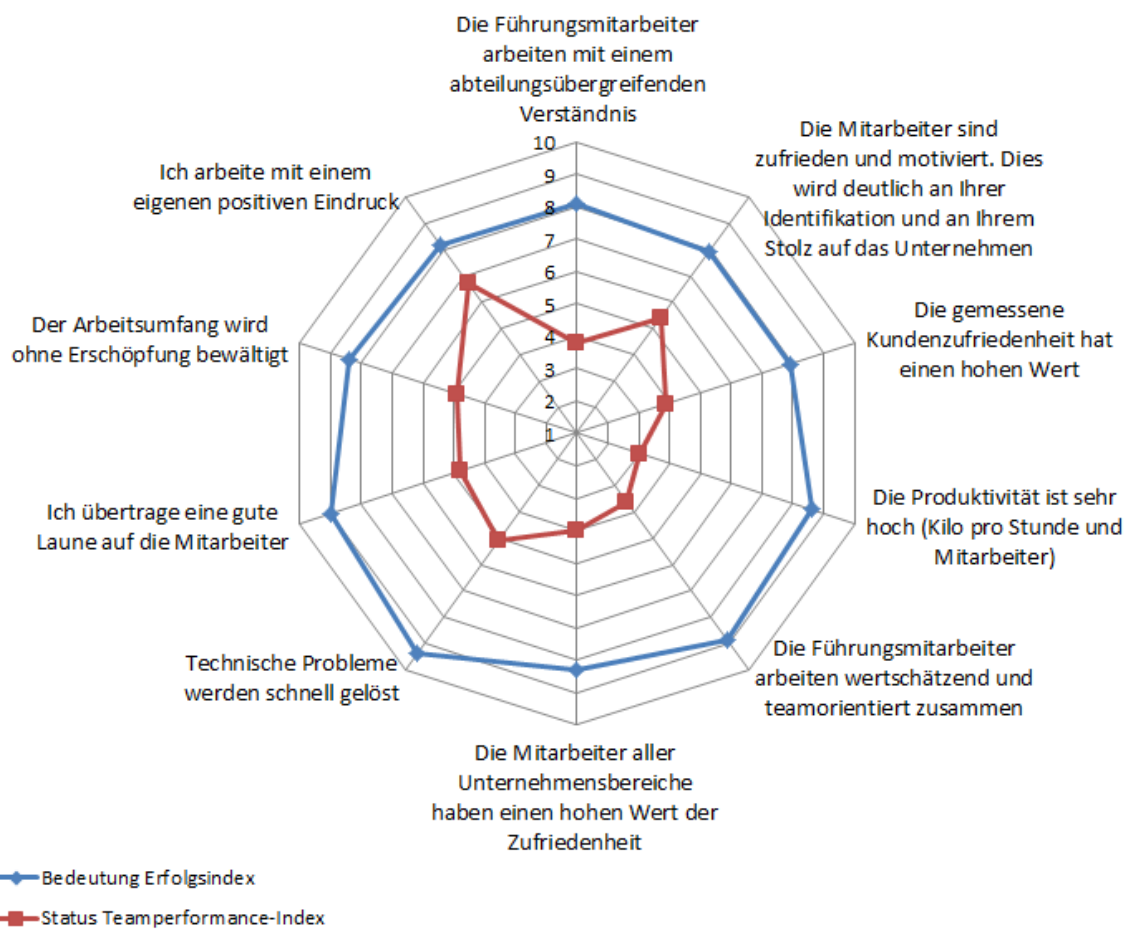 Die Führungsmitarbeiter
arbeiten mit einem
abteilungsübergreifenden
Verständnis
Die Mitarbeiter sind
zufrieden und motiviert. Dies
wird deutlich an Ihrer
Identifikation und an Ihrem
Stolz auf das Unternehmen
Die gemessene
Kundenzufriedenheit hat
einen hohen Wert
Die Produktivität ist sehr
hoch (Kilo pro Stunde und
Mitarbeiter)
Die Führungsmitarbeiter
arbeiten wertschätzend und
teamorientiert zusammen
Die Mitarbeiter aller
Unternehmensbereiche
haben einen hohen Wert der
Zufriedenheit
Technische Probleme
werden schnell gelöst
Ich übertrage eine gute
Laune auf die Mitarbeiter
Der Arbeitsumfang wird
ohne Erschöpfung bewältigt
Ich arbeite mit einem
eigenen positiven Eindruck
10
9
8
7
6
5
4
3
2
1
Bedeutung Erfolgsindex
Status Teamperformance-Index